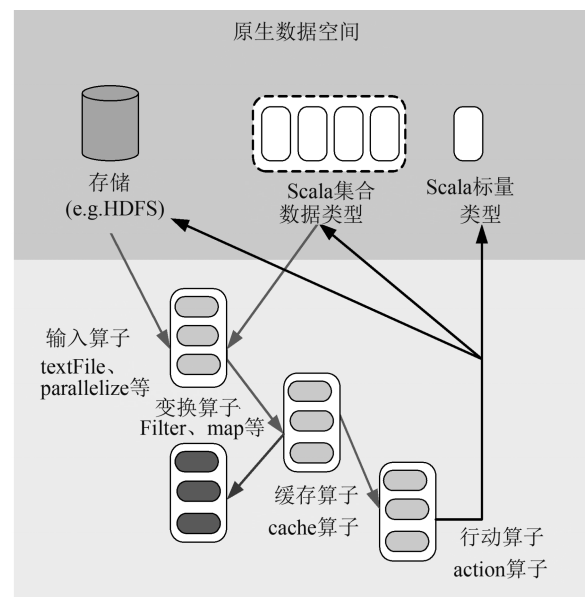 原生数据空间
存储
(e.g.HDFS)
Scala集合
数据类型
Scala标量
类型
输入算子
textFile、
parallelize等
变换算子
Filter、map等
缓存算子
cache算子
行动算子
action算子